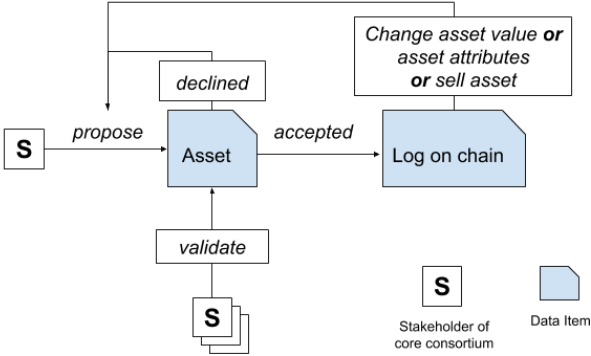 Change asset value or
asset attributes
or sell asset
declined
propose
accepted
S
Asset
Log on chain
validate
S
S
Stakeholder of
core consortium
Data Item